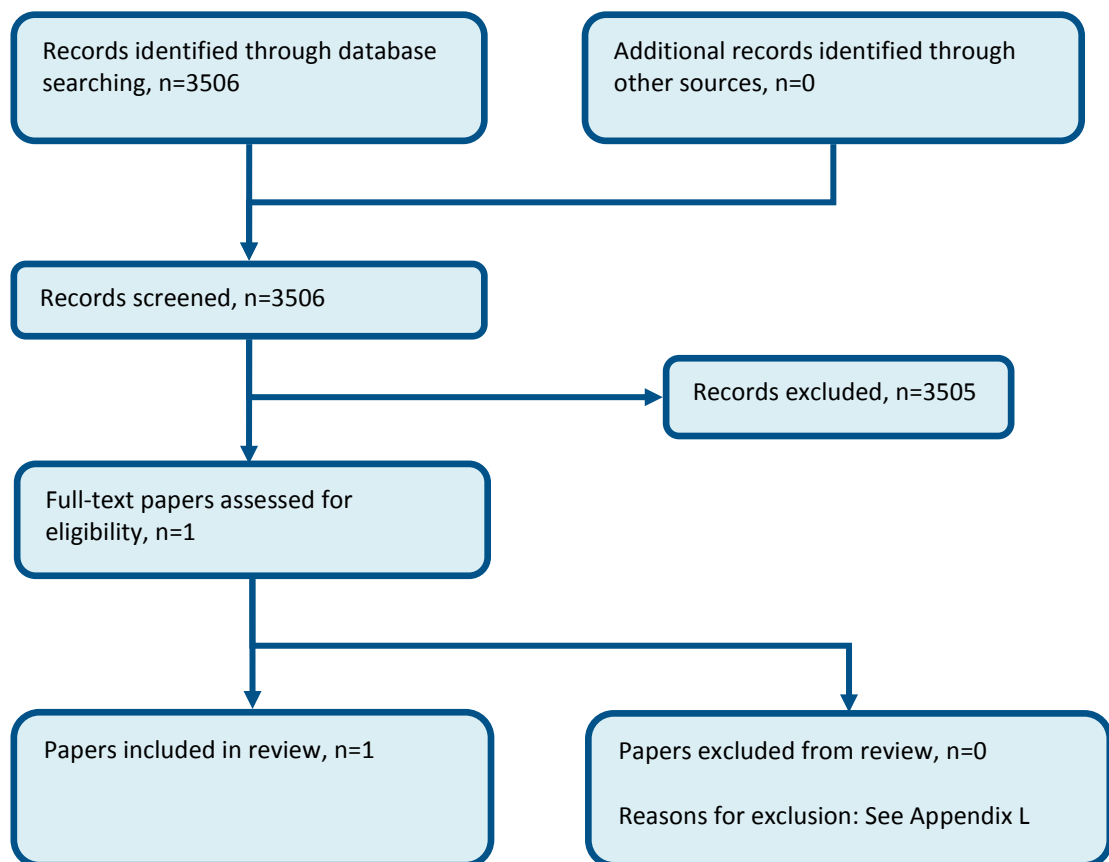 Records identified through database
searching, n=3506
Additional records identified through
other sources, n=0
Records screened, n=3506
Records excluded, n=3505
Full-text papers assessed for
eligibility, n=1
Papers included in review, n=1
Papers excluded from review, n=0
Reasons for exclusion: See Appendix L